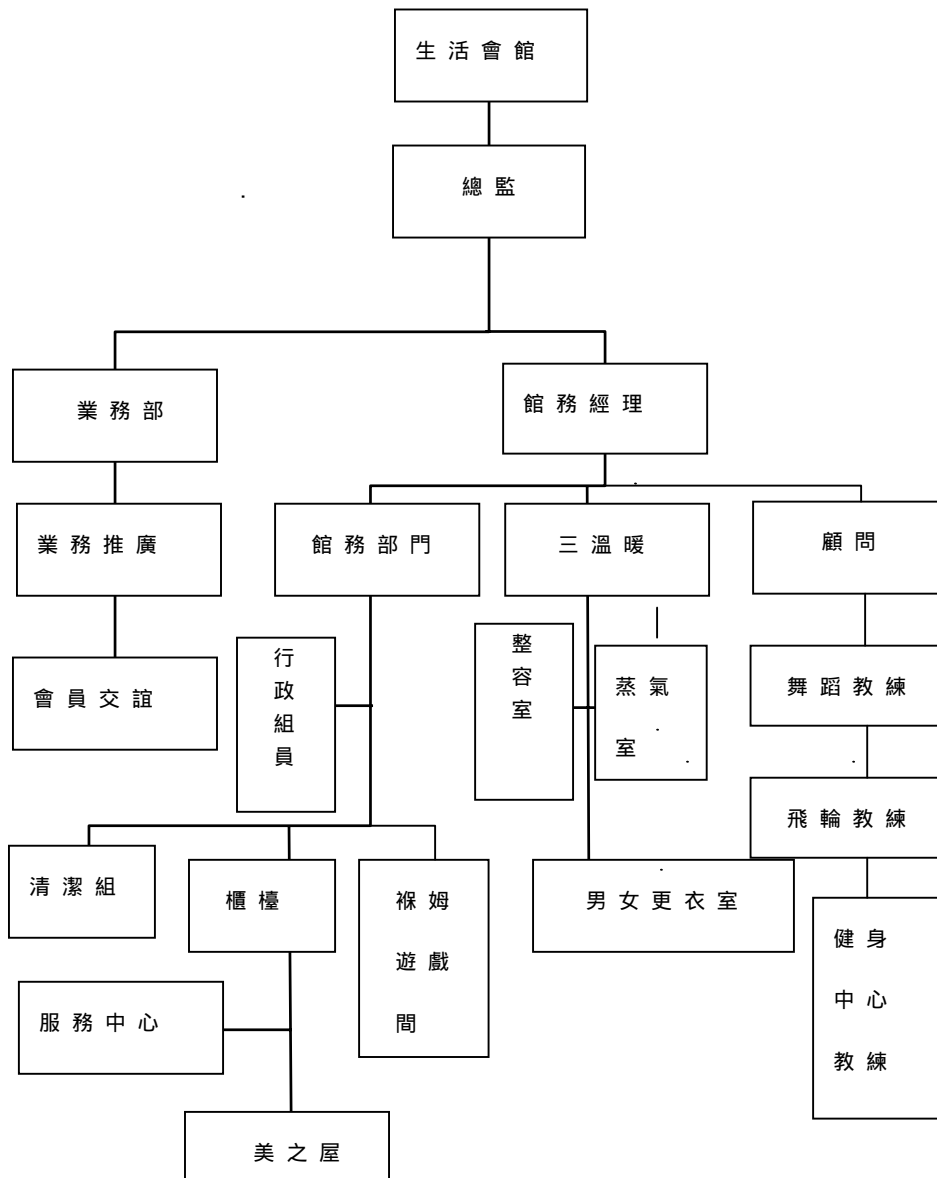 生活會館
總監
業務部
館務經理
業務推廣
館務部門
三溫暖
顧問
會員交誼
行政組員
整容室
蒸氣
室
舞蹈教練
飛輪教練
清潔組
櫃檯
褓姆
遊戲
間
男女更衣室
健身
中心
教練
服務中心
美之屋